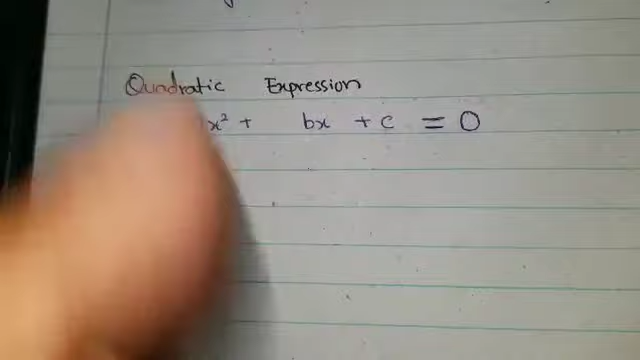 Quadratic Expression
x² + bx + c = 0